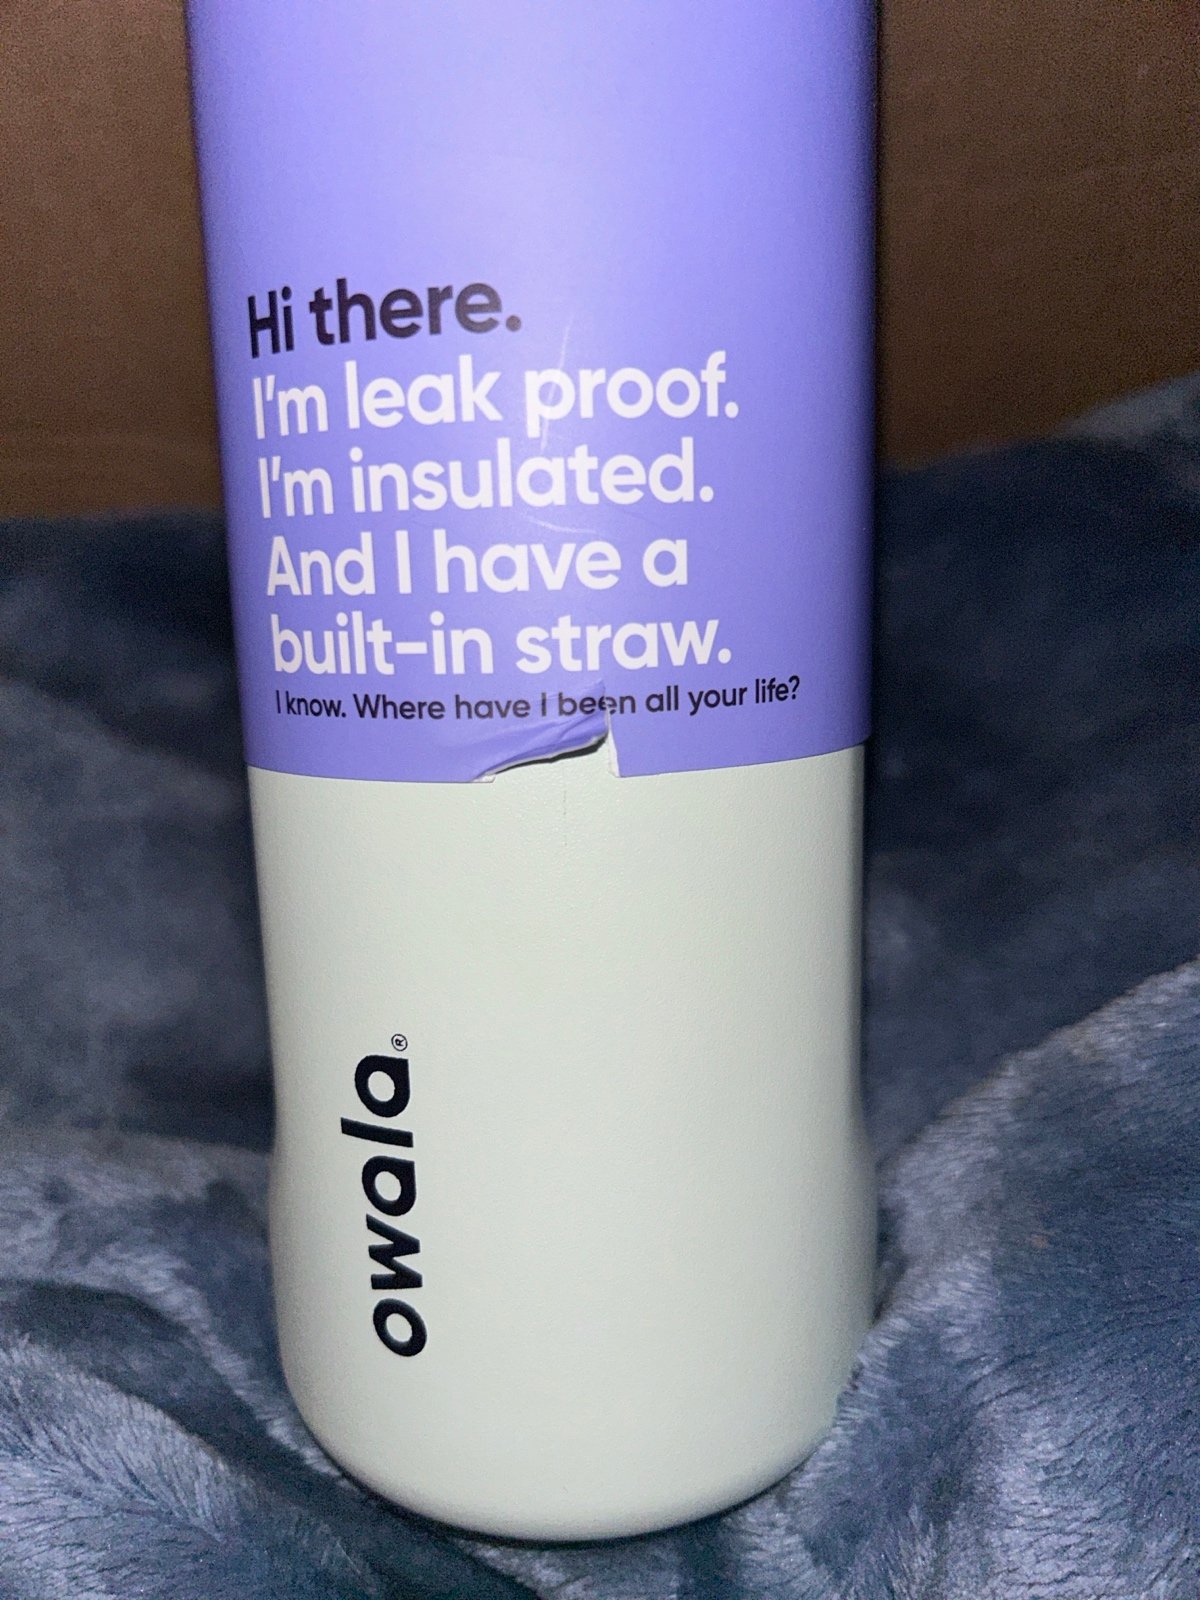 Hi there.
I'm leak proof.
I'm insulated.
And I have a
built-in straw.
I know. Where have I been all your life?
owala®